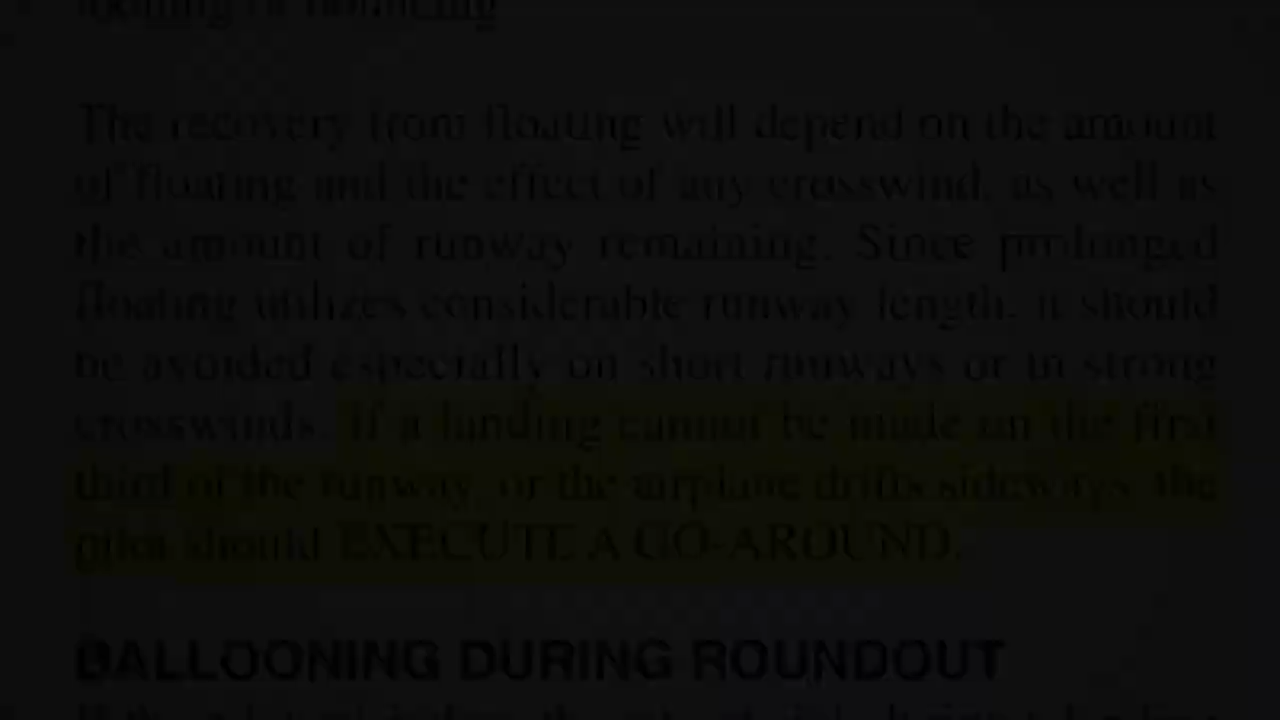 The recovery from floating will depend on the amount
of floating and the effect of any crosswind, as well as
the amount of runway remaining. Since prolonged
floating utilizes considerable runway length, it should
be avoided especially on short runways or in strong
crosswinds. If a landing cannot be made on the first
third of the runway, or the airplane drifts sideways, the
pilot should EXECUTE A GO-AROUND.
BALLOONING DURING ROUNDOUT